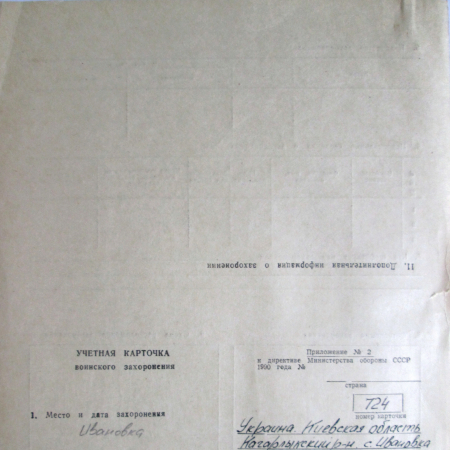 11. Дополнительная информация о захоронении
УЧЕТНАЯ КАРТОЧКА
воинского захоронения
Приложение № 2
к директиве Министерства обороны СССР
1990 года №
страна
724
номер карточки
1. Место и дата захоронения
Ивановка
Украина Киевская область
Кагарлыкский р-н. с. Ивановка